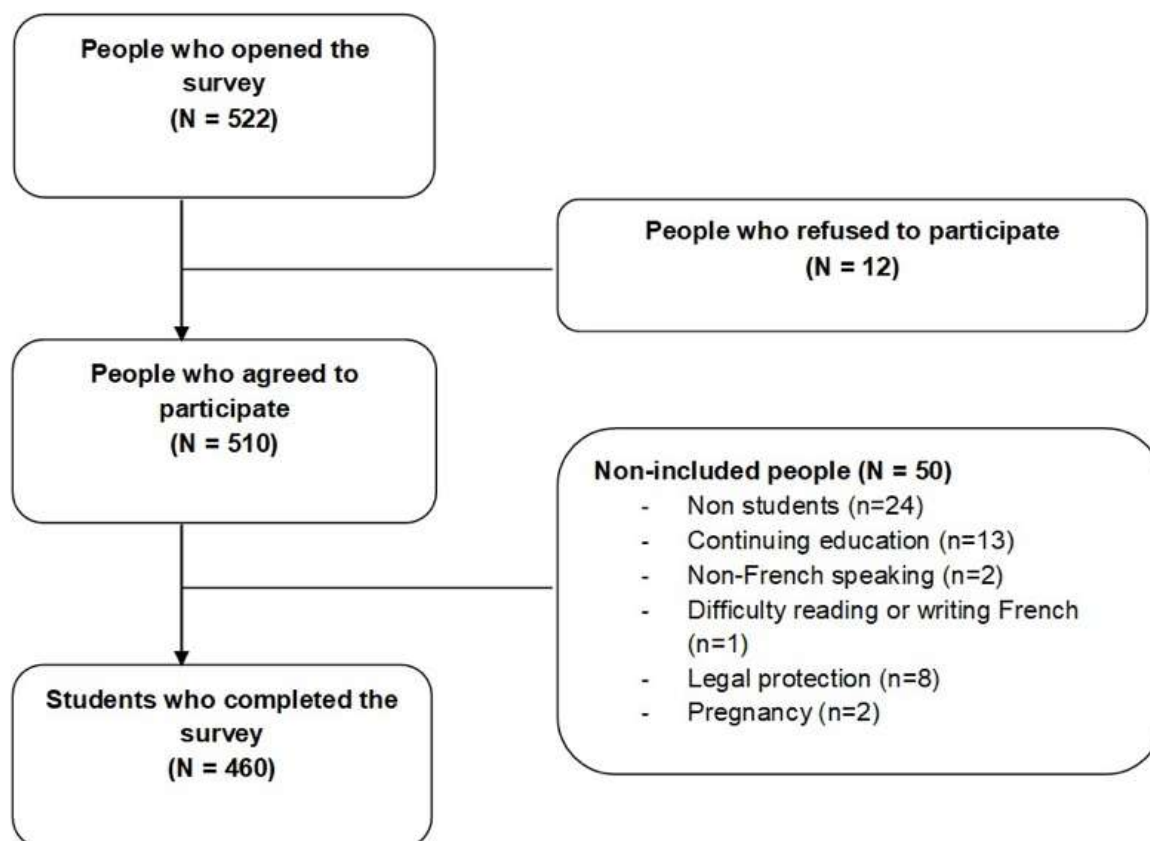 People who opened the
survey
(N = 522)
People who refused to participate
(N = 12)
People who agreed to
participate
(N = 510)
Non-included people (N = 50)
- Non students (n=24)
- Continuing education (n=13)
- Non-French speaking (n=2)
- Difficulty reading or writing French
(n=1)
- Legal protection (n=8)
- Pregnancy (n=2)
Students who completed the
survey
(N = 460)